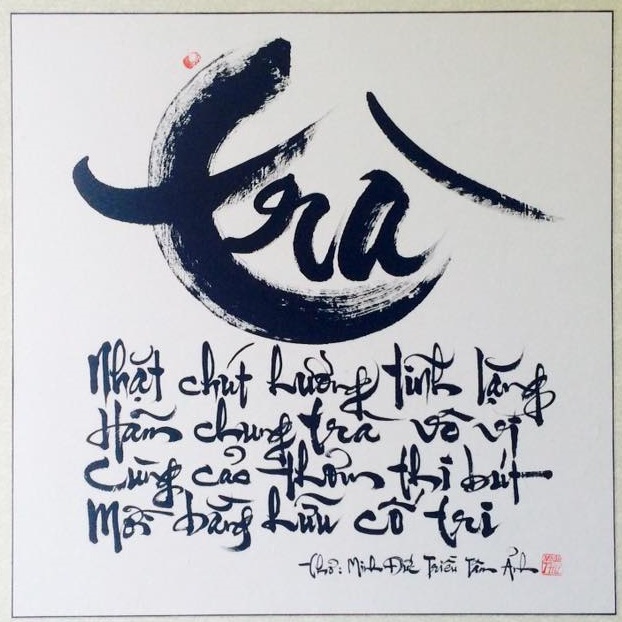 Trà
Nhặt chút hương tĩnh lặng
Hãm chung trà vô vị
Cùng cảo thơm thi bút
Mời bằng hữu cố tri
Thơ: Minh Đức Triều Tâm Ảnh